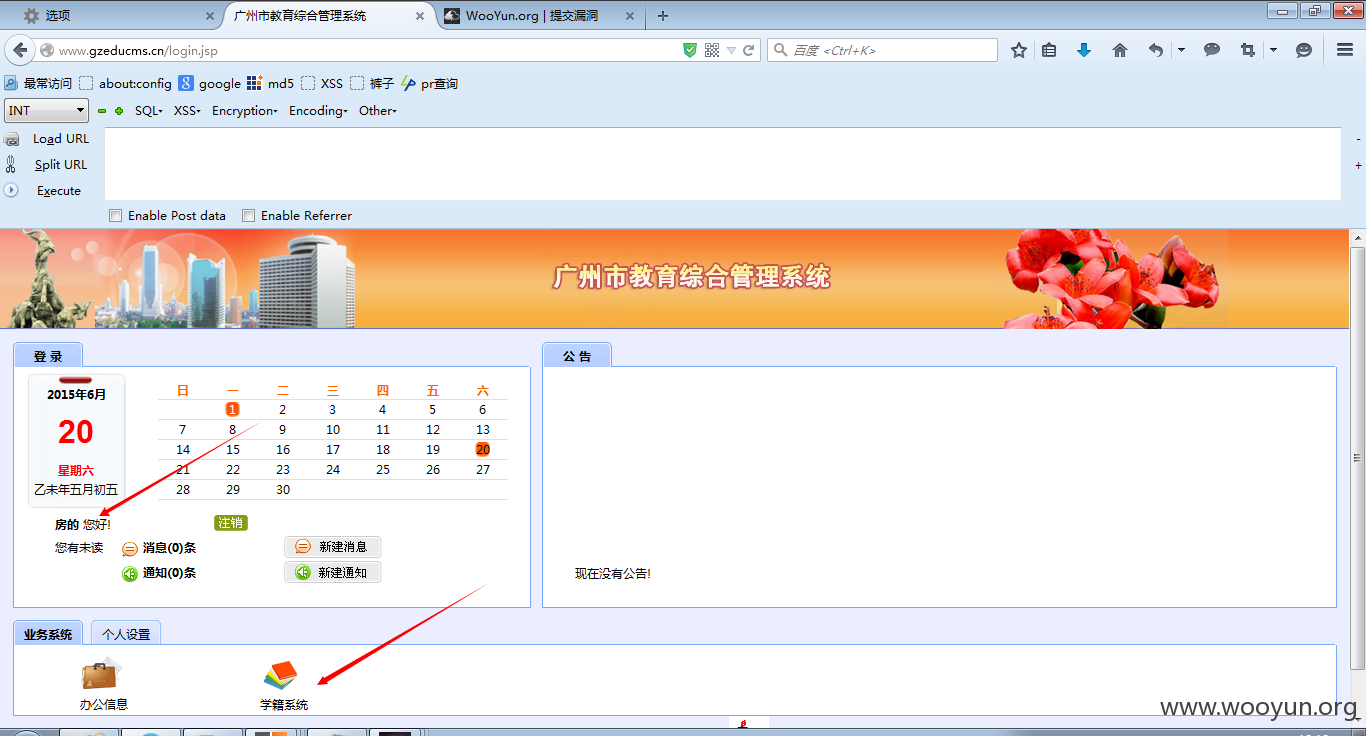 选项
广州市教育综合管理系统
WooYun.org | 提交漏洞
www.gzeducms.cn/login.jsp
百度 <Ctrl+K>
最常访问 about:config google md5 XSS 裤子 pr查询
INT SQL XSS Encryption Encoding Other
Load URL
Split URL
Execute
Enable Post data Enable Referrer
广州市教育综合管理系统
登 录
公 告
2015年6月
20
星期六
乙未年五月初五
日 一 二 三 四 五 六
1 2 3 4 5 6
7 8 9 10 11 12 13
14 15 16 17 18 19 20
21 22 23 24 25 26 27
28 29 30
房的 您好!
注销
您有未读 消息(0)条 新建消息
通知(0)条 新建通知
现在没有公告!
业务系统 个人设置
办公信息 学籍系统
www.wooyun.org